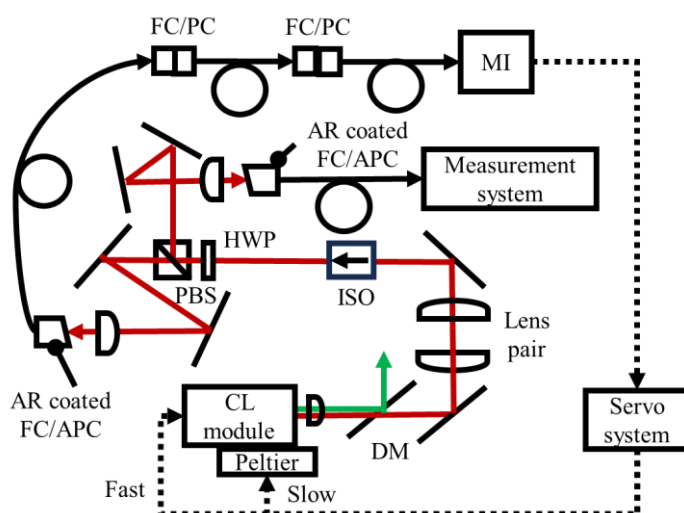 FC/PC
FC/PC
MI
AR coated
FC/APC
Measurement
system
HWP
PBS
ISO
Lens
pair
AR coated
FC/APC
CL
module
DM
Servo
system
Peltier
Fast
Slow